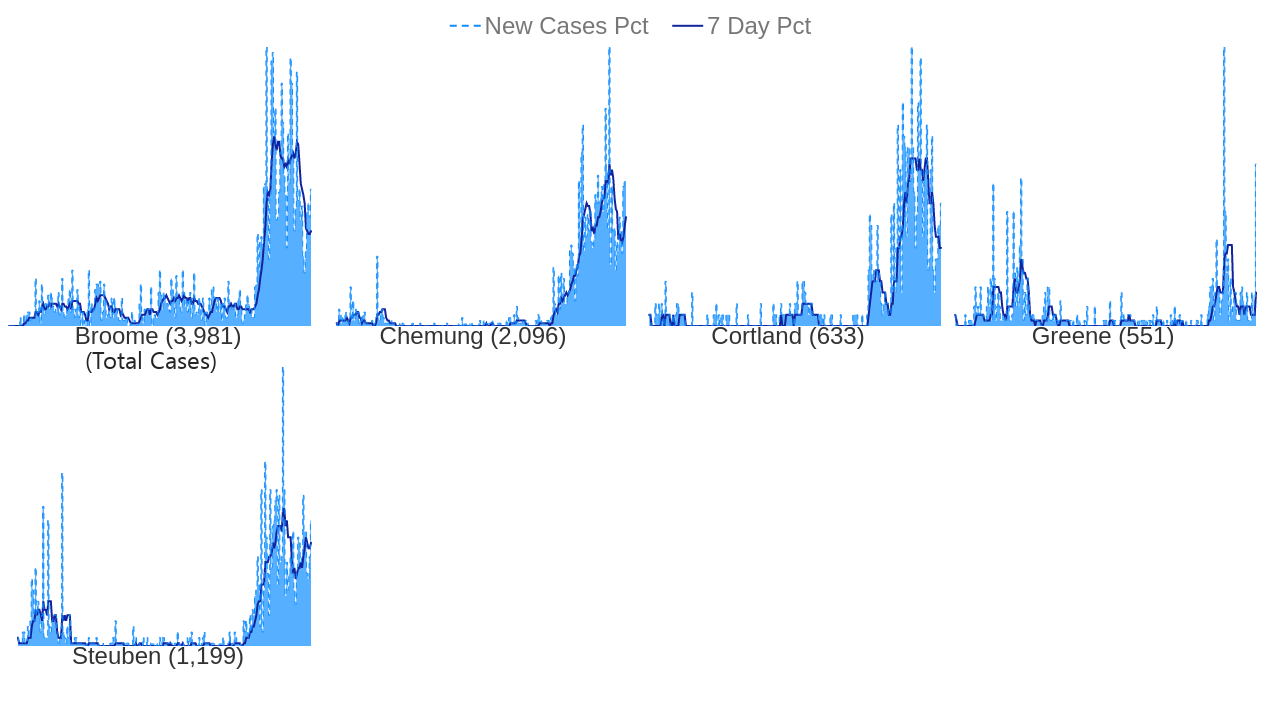 New Cases Pct 7 Day Pct
Broome (3,981) Chemung (2,096) Cortland (633) Greene (551)
(Total Cases)
Steuben (1,199)